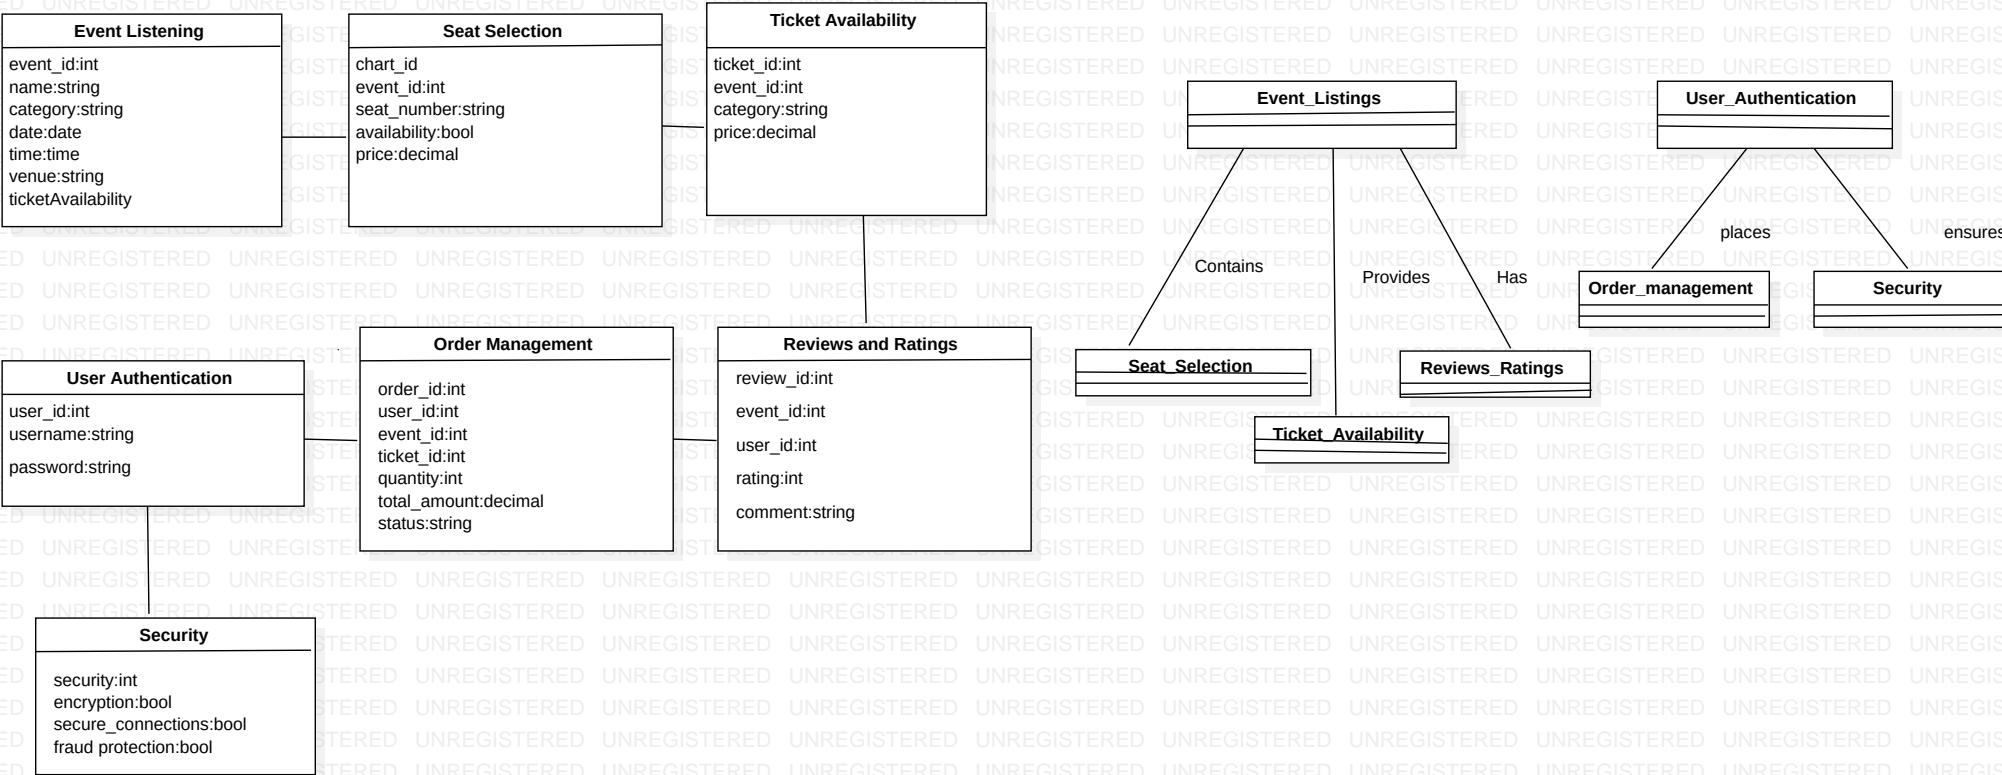 Event Listening
event_id:int
name:string
category:string
date:date
time:time
venue:string
ticketAvailability
Seat Selection
chart_id
event_id:int
seat_number:string
availability:bool
price:decimal
Ticket Availability
ticket_id:int
event_id:int
category:string
price:decimal
User Authentication
user_id:int
username:string
password:string
Order Management
order_id:int
user_id:int
event_id:int
ticket_id:int
quantity:int
total_amount:decimal
status:string
Reviews and Ratings
review_id:int
event_id:int
user_id:int
rating:int
comment:string
Security
security:int
encryption:bool
secure_connections:bool
fraud protection:bool
Event_Listings
Contains
Provides
Has
Seat_Selection
Ticket_Availability
Reviews_Ratings
User_Authentication
places
ensures
Order_management
Security
UNREGISTERED